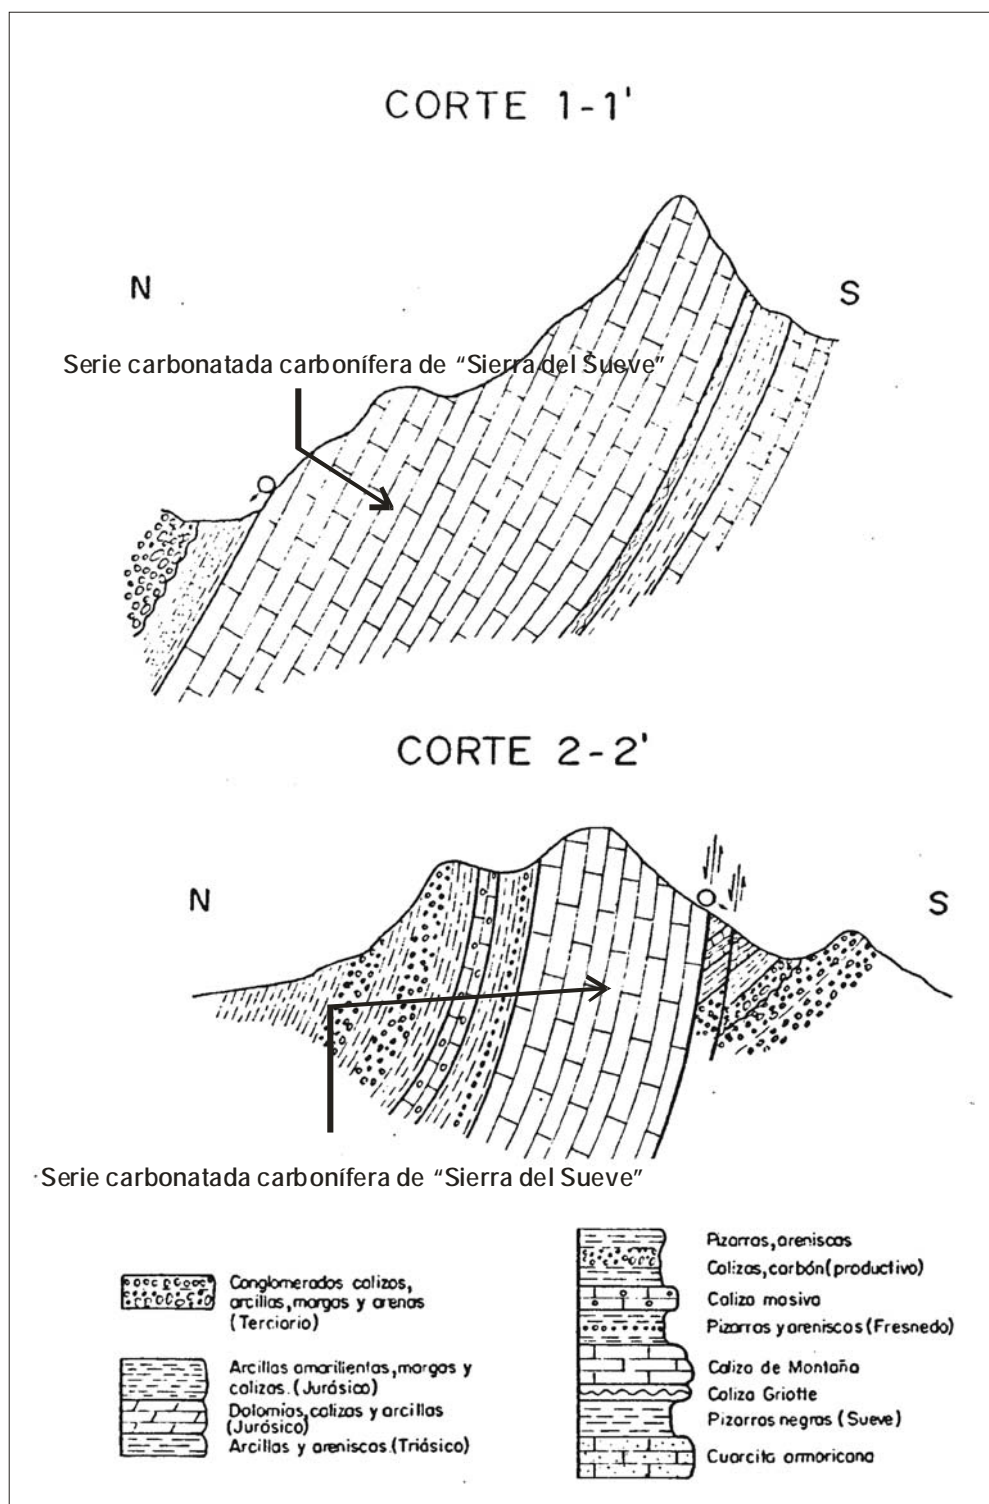 CORTE 1-1'
N
S
Serie carbonatada carbonífera de “Sierra del Sueve”
CORTE 2-2'
N
S
Serie carbonatada carbonífera de “Sierra del Sueve”
Conglomerados calizos,
arcillas, margas y arenas
(Terciario)
Arcillas amarillentas, margas y
calizas. (Jurásico)
Dolomías, calizas y arcillas
(Jurásico)
Arcillas y areniscas. (Triásico)
Pizarras, areniscas
Calizas, carbón (productivo)
Caliza masiva
Pizarras y areniscas (Fresnedo)
Caliza de Montaña
Caliza Griotte
Pizarras negras (Sueve)
Cuarcita armoricana